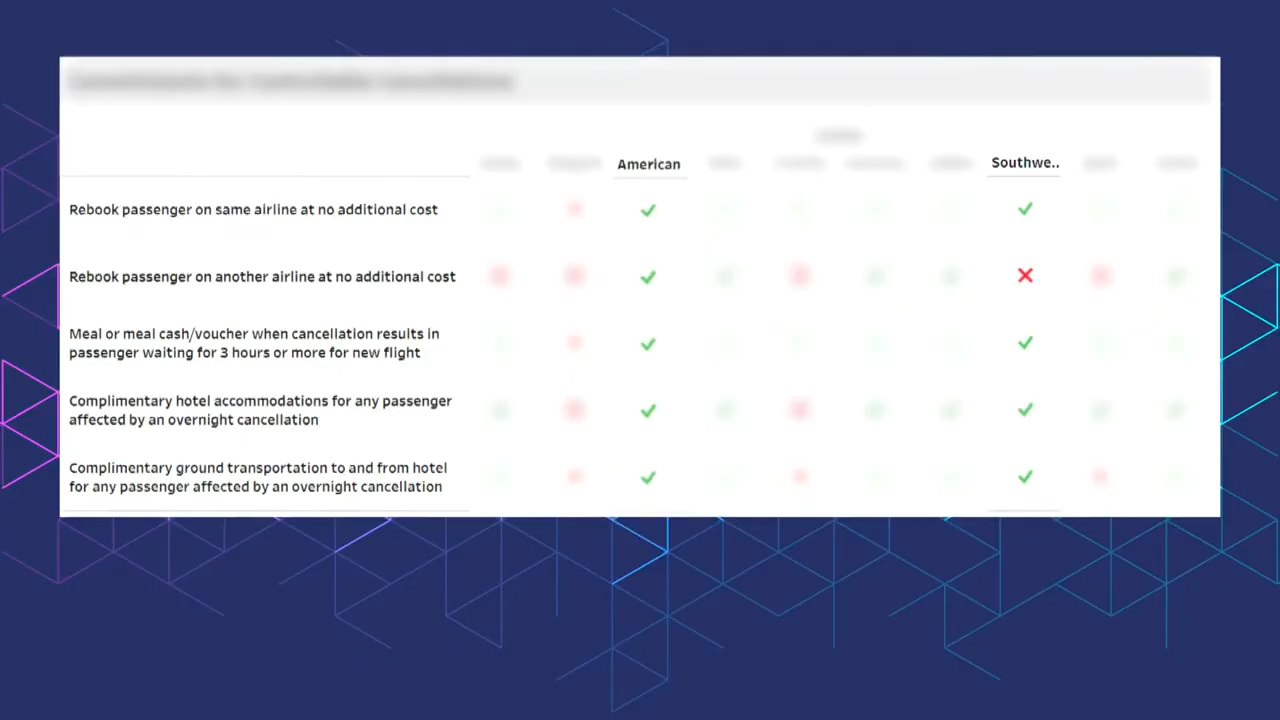 American
Southwe..
Rebook passenger on same airline at no additional cost
Rebook passenger on another airline at no additional cost
Meal or meal cash/voucher when cancellation results in
passenger waiting for 3 hours or more for new flight
Complimentary hotel accommodations for any passenger
affected by an overnight cancellation
Complimentary ground transportation to and from hotel
for any passenger affected by an overnight cancellation